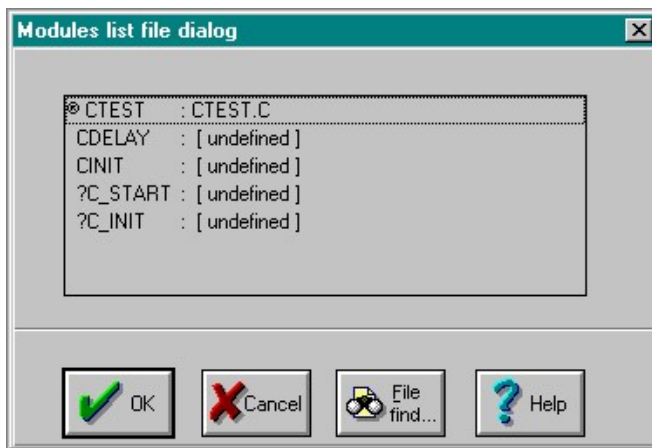 Modules list file dialog
CTEST : CTEST.C
CDELAY : [ undefined ]
CINIT : [ undefined ]
?C_START : [ undefined ]
?C_INIT : [ undefined ]
OK
Cancel
File
find...
Help